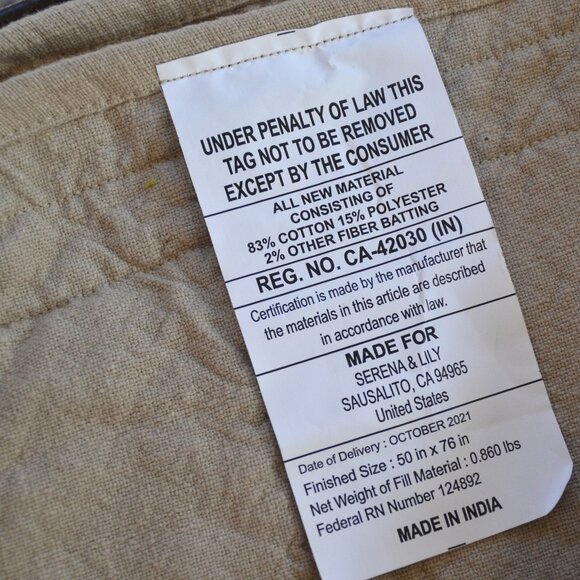 UNDER PENALTY OF LAW THIS
TAG NOT TO BE REMOVED
EXCEPT BY THE CONSUMER
ALL NEW MATERIAL
CONSISTING OF
83% COTTON 15% POLYESTER
2% OTHER FIBER BATTING
REG. NO. CA-42030 (IN)
Certification is made by the manufacturer that
the materials in this article are described
in accordance with law.
MADE FOR
SERENA & LILY
SAUSALITO, CA 94965
United States
Date of Delivery : OCTOBER 2021
Finished Size : 50 in x 76 in
Net Weight of Fill Material : 0.860 lbs
Federal RN Number 124892
MADE IN INDIA